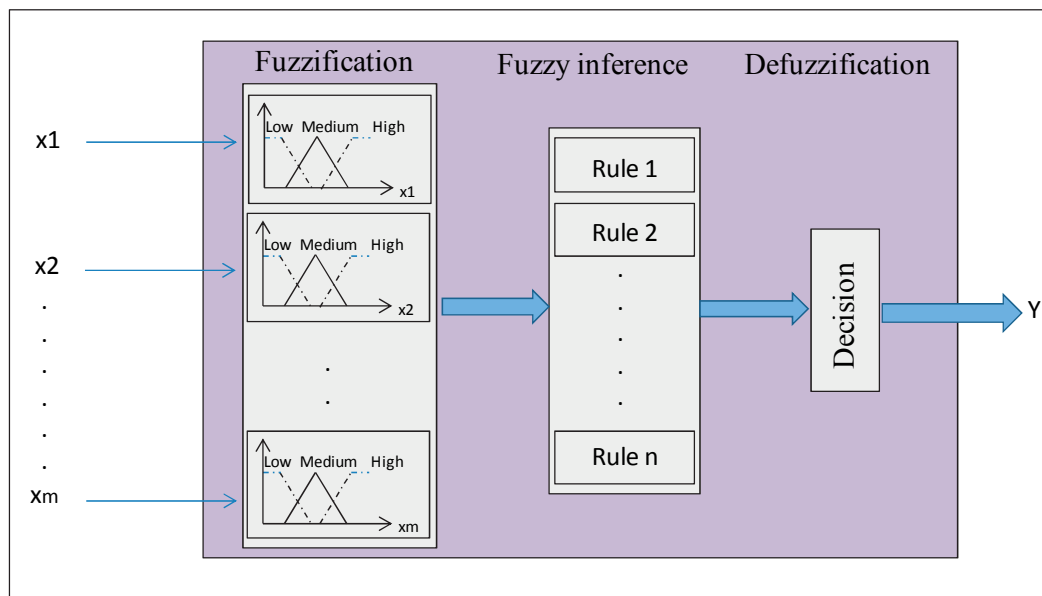 Fuzzification
Fuzzy inference
Defuzzification
x1
Low Medium High
x1
x2
Low Medium High
x2
.
.
.
.
.
.
.
.
xm
Low Medium High
xm
Rule 1
Rule 2
.
.
.
.
.
Rule n
Decision
Y